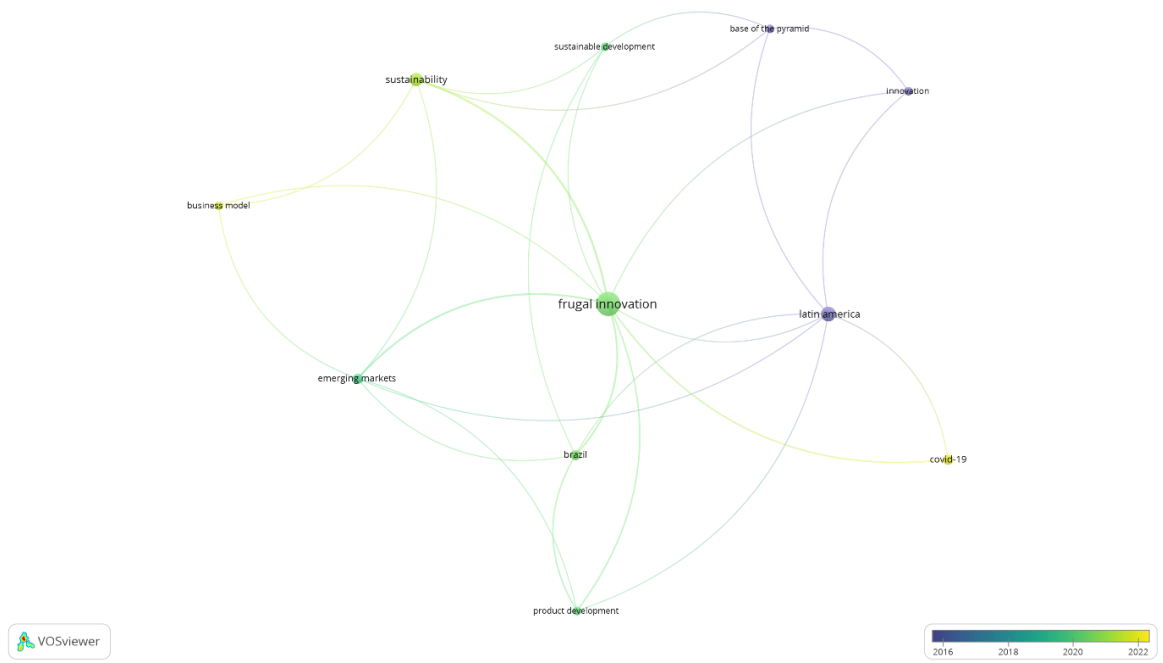 base of the pyramid
sustainable development
sustainability
innovation
business model
frugal innovation
latin america
emerging markets
brazil
covid-19
product development
VOSviewer
2016 2018 2020 2022